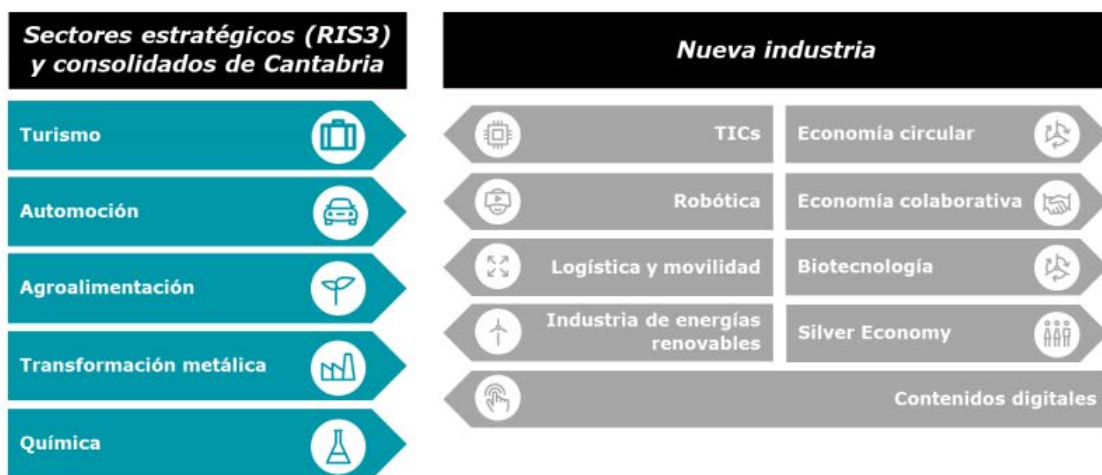 Sectores estratégicos (RIS3)
y consolidados de Cantabria
Turismo
Automoción
Agroalimentación
Transformación metálica
Química
Nueva industria
TICs
Robótica
Logística y movilidad
Industria de energías
renovables
Economía circular
Economía colaborativa
Biotecnología
Silver Economy
Contenidos digitales